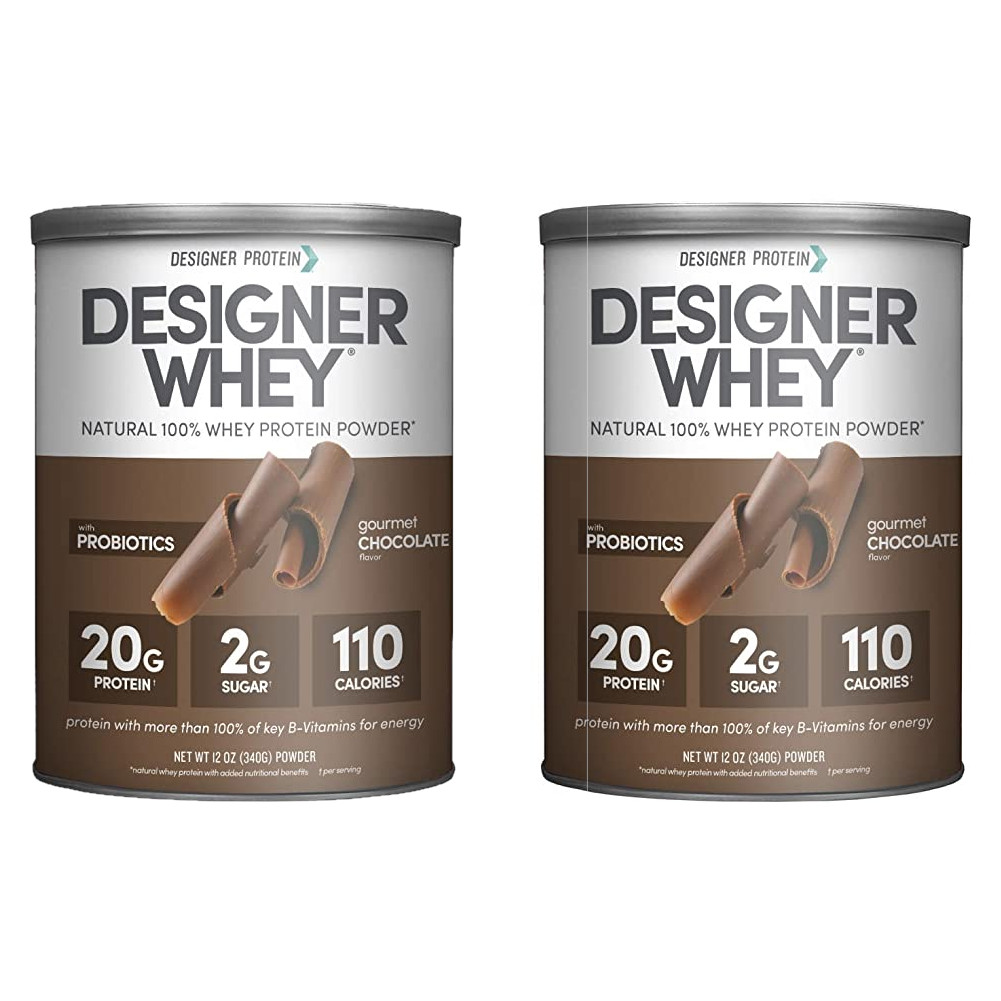 DESIGNER PROTEIN
DESIGNER
WHEY®
NATURAL 100% WHEY PROTEIN POWDER*
with
PROBIOTICS
gourmet
CHOCOLATE
flavor
20G
PROTEIN†
2G
SUGAR†
110
CALORIES†
protein with more than 100% of key B-Vitamins for energy
NET WT 12 OZ (340G) POWDER
*natural whey protein with added nutritional benefits †per serving
DESIGNER PROTEIN
DESIGNER
WHEY®
NATURAL 100% WHEY PROTEIN POWDER*
with
PROBIOTICS
gourmet
CHOCOLATE
flavor
20G
PROTEIN†
2G
SUGAR†
110
CALORIES†
protein with more than 100% of key B-Vitamins for energy
NET WT 12 OZ (340G) POWDER
*natural whey protein with added nutritional benefits †per serving